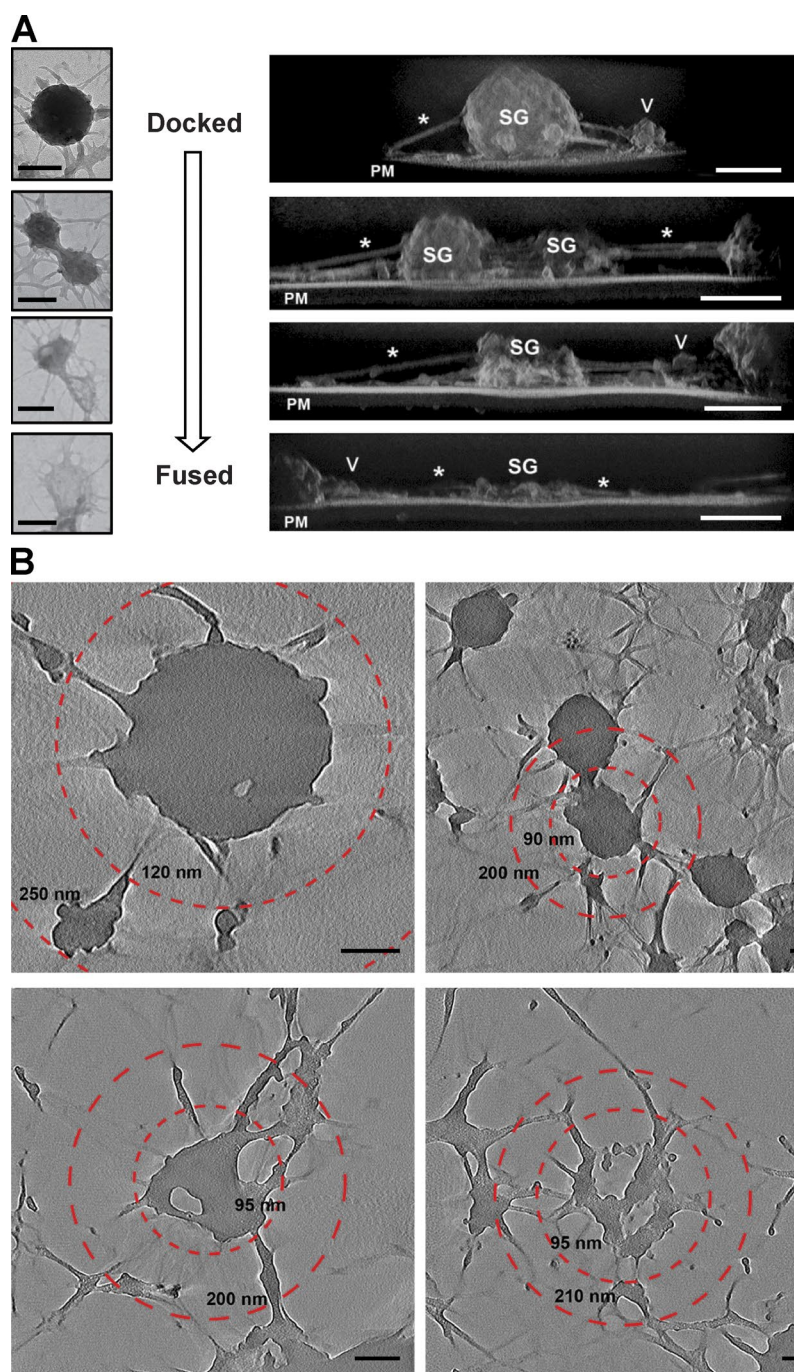 A
Docked
Fused
* SG V
PM
* SG SG *
PM
* SG V
PM
V * SG *
PM
B
120 nm
250 nm
90 nm
200 nm
95 nm
200 nm
95 nm
210 nm